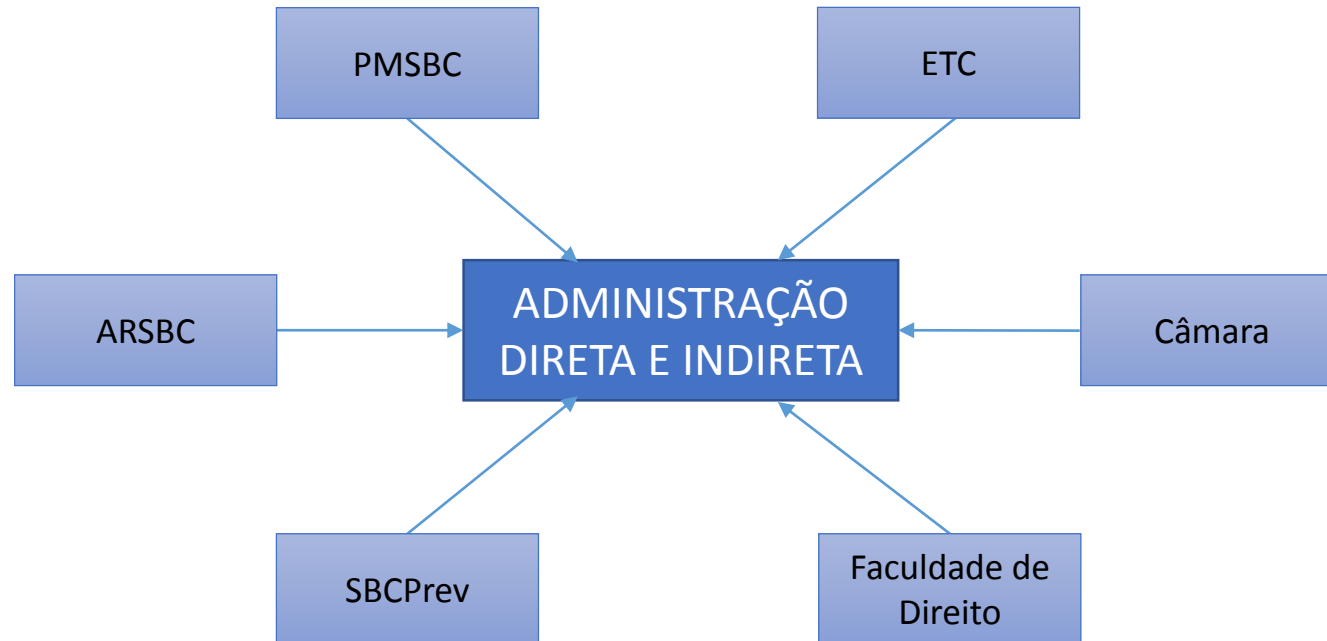 PMSBC
ETC
ADMINISTRAÇÃO
DIRETA E INDIRETA
ARSBC
Câmara
SBCPrev
Faculdade de
Direito